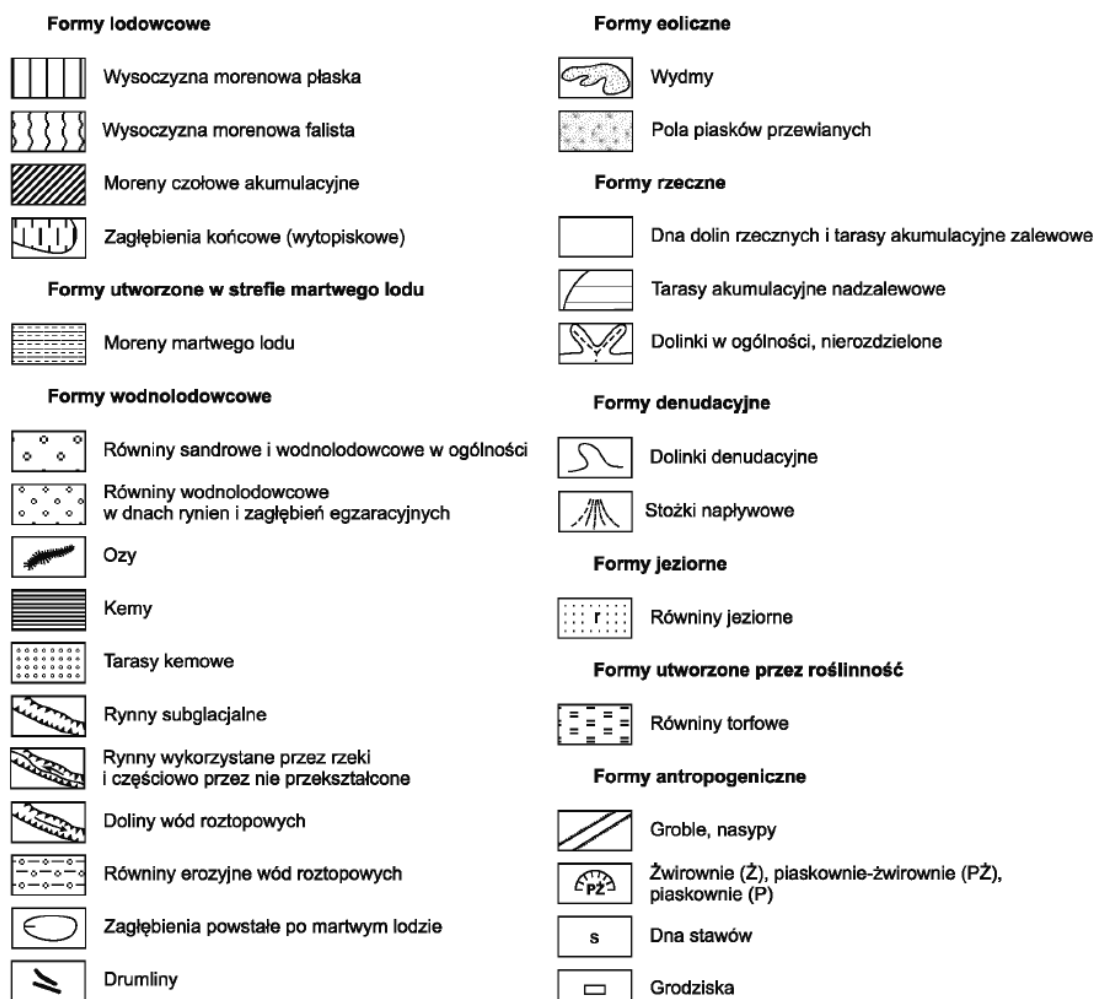 Formy lodowcowe
Wysoczyzna morenowa płaska
Wysoczyzna morenowa falista
Moreny czołowe akumulacyjne
Zagłębienia końcowe (wytopiskowe)
Formy utworzone w strefie martwego lodu
Moreny martwego lodu
Formy wodnolodowcowe
Równiny sandrowe i wodnolodowcowe w ogólności
Równiny wodnolodowcowe
w dnach rynien i zagłębień egzaracyjnych
Ozy
Kemy
Tarasy kemowe
Rynny subglacjalne
Rynny wykorzystane przez rzeki
i częściowo przez nie przekształcone
Doliny wód roztopowych
Równiny erozyjne wód roztopowych
Zagłębienia powstałe po martwym lodzie
Drumliny
Formy eoliczne
Wydmy
Pola piasków przewianych
Formy rzeczne
Dna dolin rzecznych i tarasy akumulacyjne zalewowe
Tarasy akumulacyjne nadzalewowe
Dolinki w ogólności, nierozdzielone
Formy denudacyjne
Dolinki denudacyjne
Stożki napływowe
Formy jeziorne
r
Równiny jeziorne
Formy utworzone przez roślinność
Równiny torfowe
Formy antropogeniczne
Groble, nasypy
PŻ
Żwirownie (Ż), piaskownie-żwirownie (PŻ),
piaskownie (P)
s
Dna stawów
Grodziska